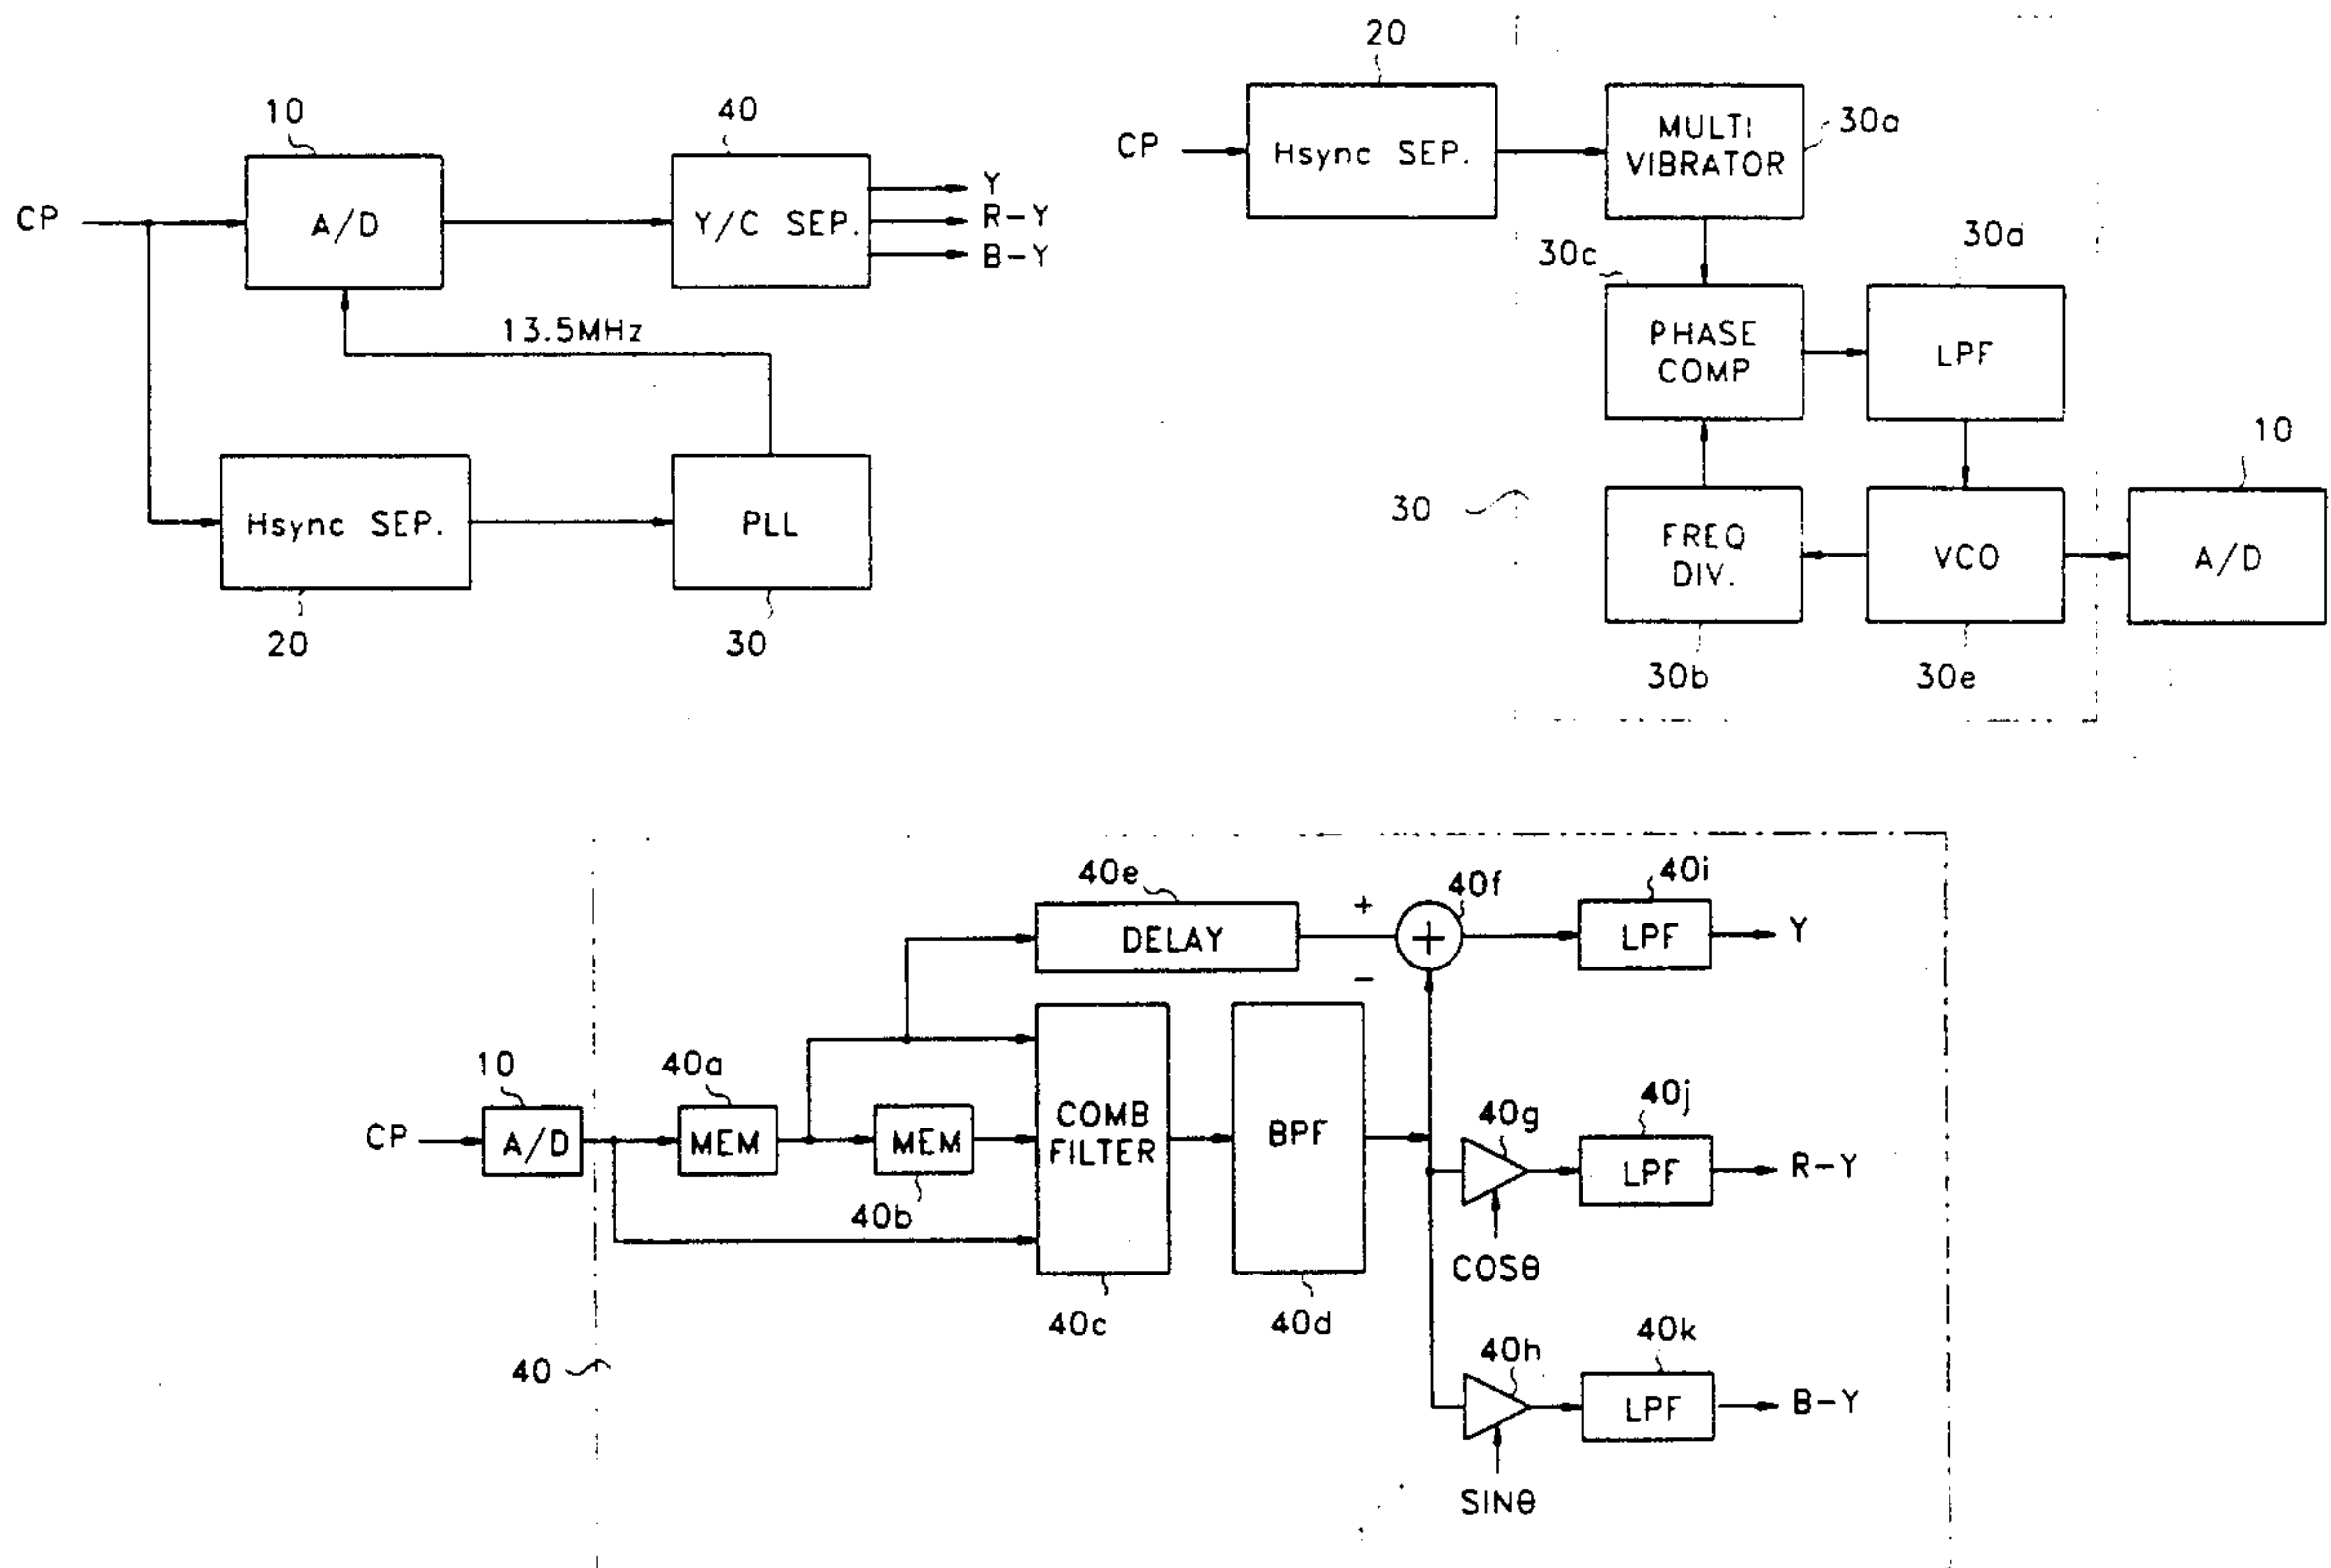 10
40
CP
A/D
Y/C SEP.
Y
R-Y
B-Y
13.5MHz
Hsync SEP.
PLL
20
30
20
CP
Hsync SEP.
MULTI
VIBRATOR
30a
30c
30d
PHASE
COMP
LPF
10
30
FREQ
DIV.
VCO
A/D
30b
30e
40e
DELAY
+
-
40f
+
40i
LPF
Y
10
40a
CP
A/D
MEM
MEM
40b
COMB
FILTER
BPF
40c
40d
40g
40j
LPF
R-Y
COSθ
40
40h
40k
LPF
B-Y
SINθ